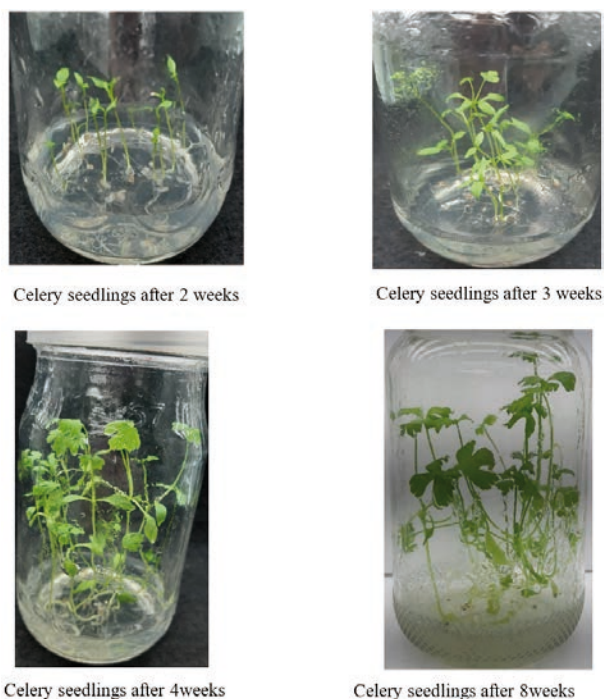 Celery seedlings after 2 weeks
Celery seedlings after 3 weeks
Celery seedlings after 4weeks
Celery seedlings after 8weeks